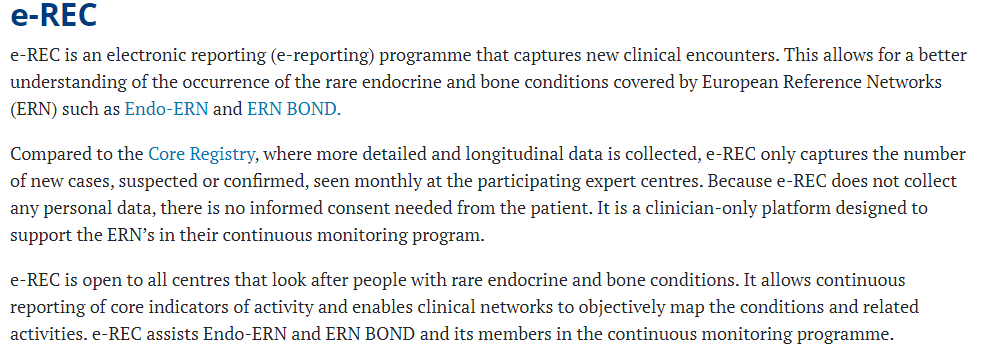 e-REC
e-REC is an electronic reporting (e-reporting) programme that captures new clinical encounters. This allows for a better
understanding of the occurrence of the rare endocrine and bone conditions covered by European Reference Networks
(ERN) such as Endo-ERN and ERN BOND.
Compared to the Core Registry, where more detailed and longitudinal data is collected, e-REC only captures the number
of new cases, suspected or confirmed, seen monthly at the participating expert centres. Because e-REC does not collect
any personal data, there is no informed consent needed from the patient. It is a clinician-only platform designed to
support the ERN’s in their continuous monitoring program.
e-REC is open to all centres that look after people with rare endocrine and bone conditions. It allows continuous
reporting of core indicators of activity and enables clinical networks to objectively map the conditions and related
activities. e-REC assists Endo-ERN and ERN BOND and its members in the continuous monitoring programme.